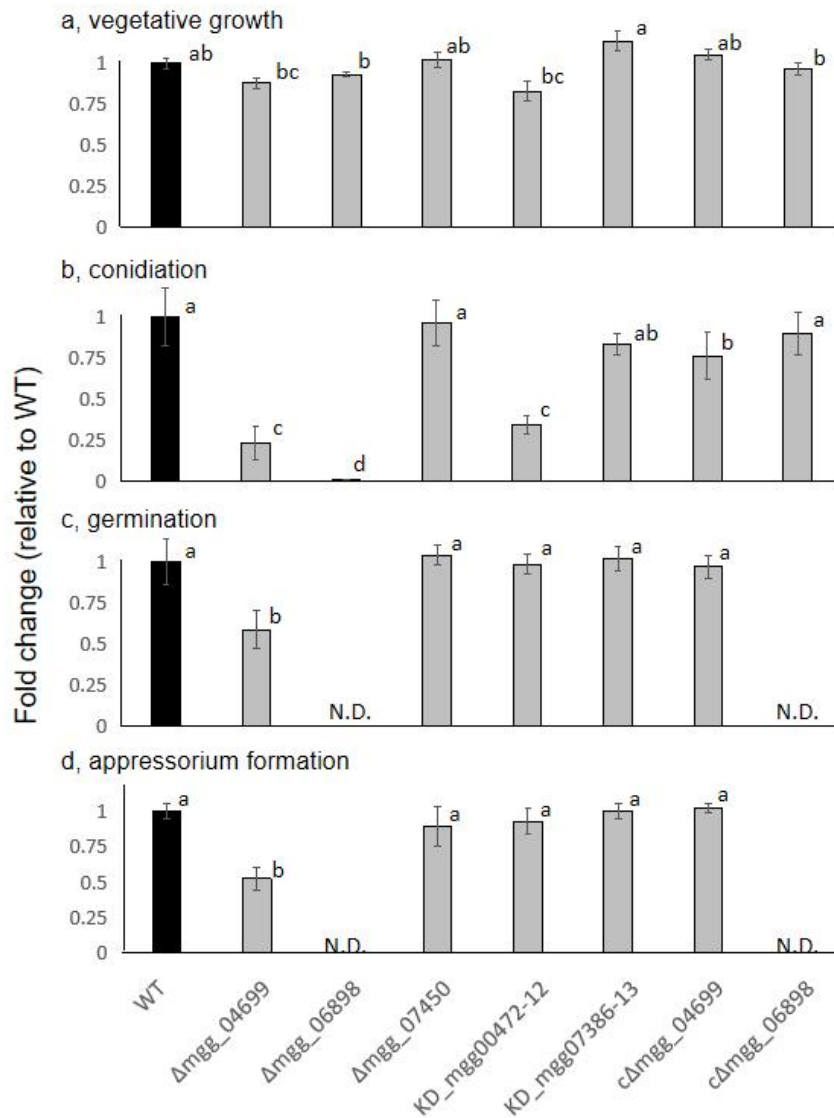 a, vegetative growth
1
0.75
0.5
0.25
0
ab
bc
b
ab
bc
a
ab
b
b, conidiation
1
0.75
0.5
0.25
0
a
c
d
a
c
ab
b
a
c, germination
1
0.75
0.5
0.25
0
a
b
N.D.
a
a
a
a
N.D.
d, appressorium formation
1
0.75
0.5
0.25
0
a
b
N.D.
a
a
a
a
N.D.
Fold change (relative to WT)
WT
Δmgg_04699
Δmgg_06898
Δmgg_07450
KD_mgg00472-12
KD_mgg07386-13
cΔmgg_04699
cΔmgg_06898